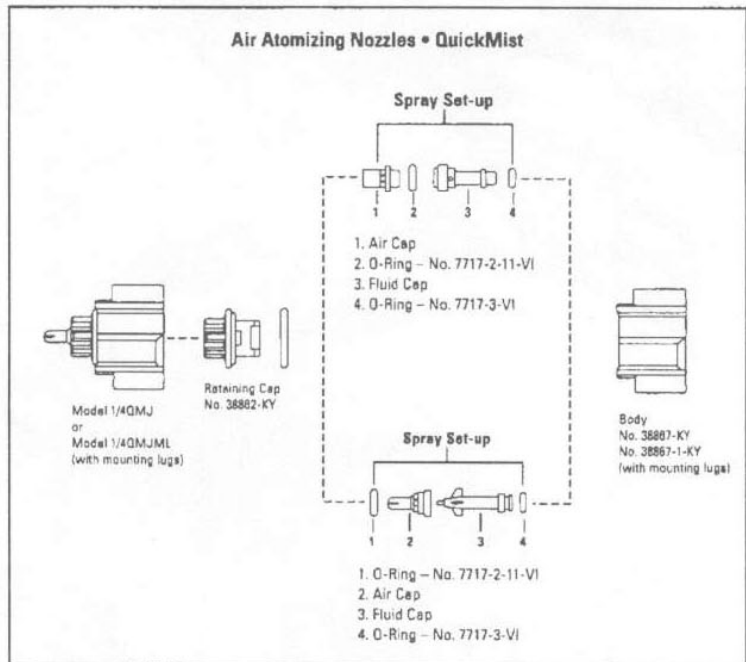 Air Atomizing Nozzles • QuickMist
Spray Set-up
1 2 3 4
1. Air Cap
2. O-Ring – No. 7717-2-11-VI
3. Fluid Cap
4. O-Ring – No. 7717-3-VI
Model 1/4QMJ
or
Model 1/4QMJML
(with mounting lugs)
Retaining Cap
No. 38882-KY
Body
No. 38867-KY
No. 38867-1-KY
(with mounting lugs)
Spray Set-up
1 2 3 4
1. O-Ring – No. 7717-2-11-VI
2. Air Cap
3. Fluid Cap
4. O-Ring – No. 7717-3-VI